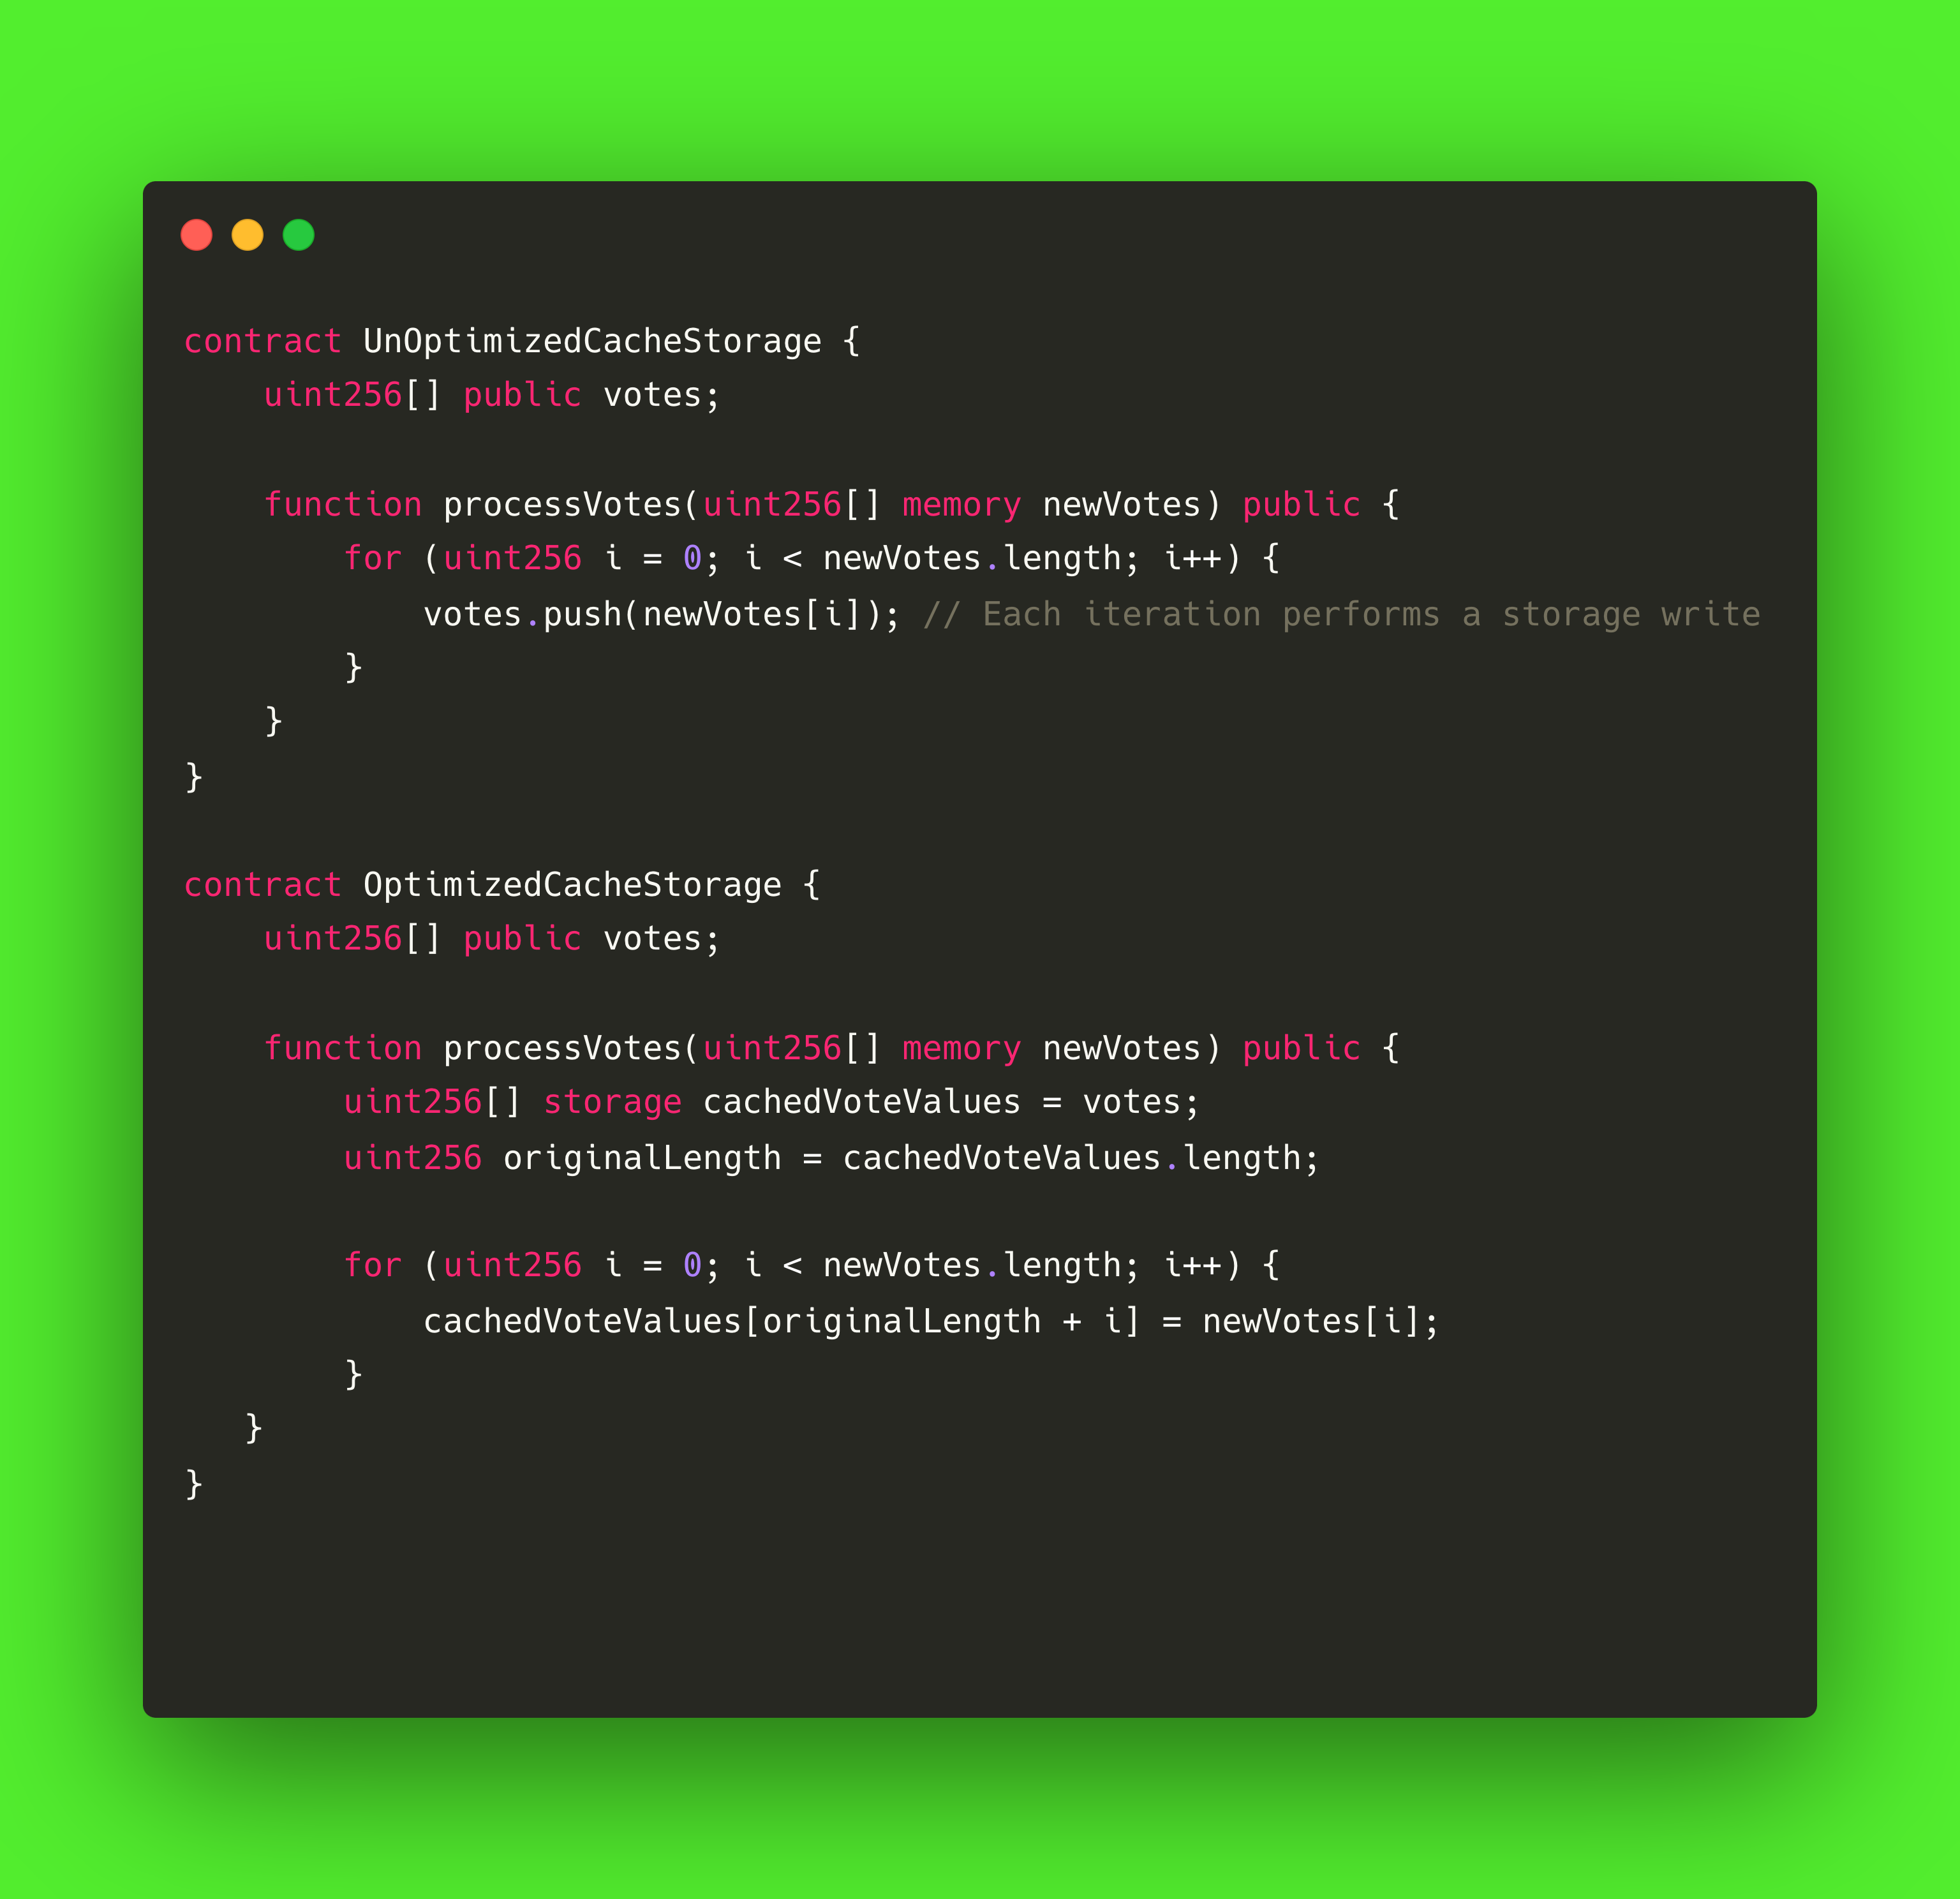 contract UnOptimizedCacheStorage {
    uint256[] public votes;

    function processVotes(uint256[] memory newVotes) public {
        for (uint256 i = 0; i < newVotes.length; i++) {
            votes.push(newVotes[i]); // Each iteration performs a storage write
        }
    }
}

contract OptimizedCacheStorage {
    uint256[] public votes;

    function processVotes(uint256[] memory newVotes) public {
        uint256[] storage cachedVoteValues = votes;
        uint256 originalLength = cachedVoteValues.length;

        for (uint256 i = 0; i < newVotes.length; i++) {
            cachedVoteValues[originalLength + i] = newVotes[i];
        }
   }
}